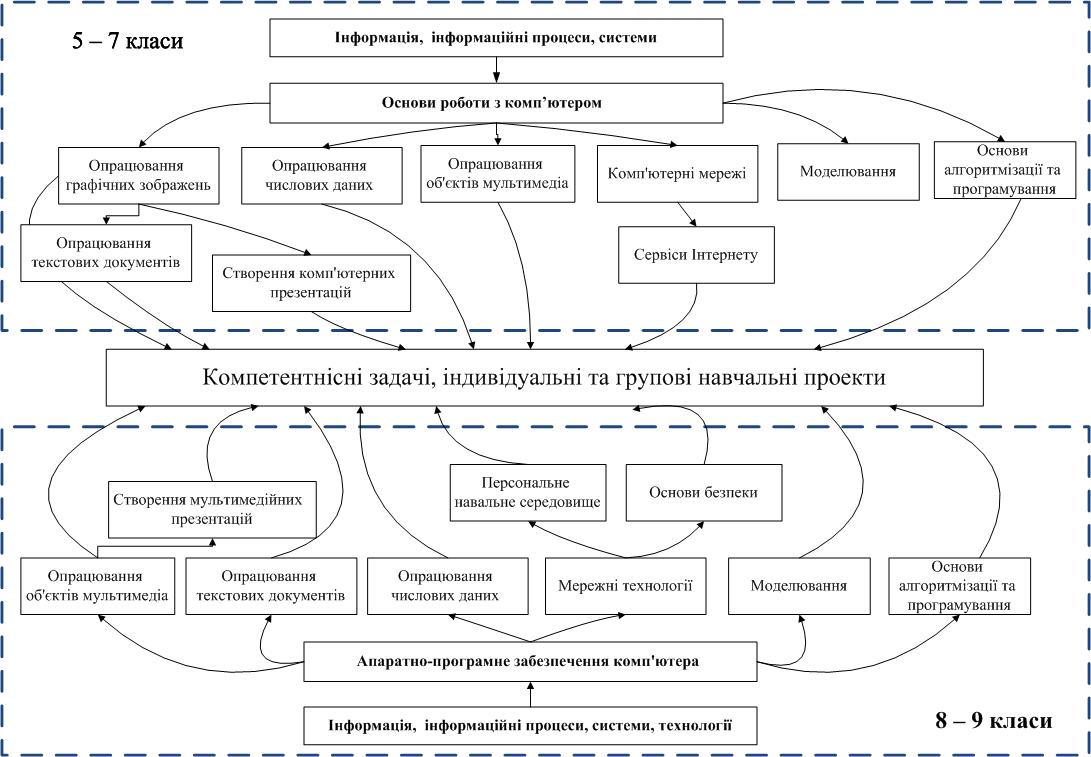 5 – 7 класи
Інформація, інформаційні процеси, системи
Основи роботи з комп’ютером
Опрацювання
графічних зображень
Опрацювання
числових даних
Опрацювання
об'єктів мультимедіа
Комп'ютерні мережі
Моделювання
Основи
алгоритмізації та
програмування
Опрацювання
текстових документів
Створення комп'ютерних
презентацій
Сервіси Інтернету
Компетентнісні задачі, індивідуальні та групові навчальні проекти
Створення мультимедійних
презентацій
Персональне
навальне середовище
Основи безпеки
Опрацювання
об'єктів мультимедіа
Опрацювання
текстових документів
Опрацювання
числових даних
Мережні технології
Моделювання
Основи
алгоритмізації та
програмування
Апаратно-програмне забезпечення комп'ютера
Інформація, інформаційні процеси, системи, технології
8 – 9 класи